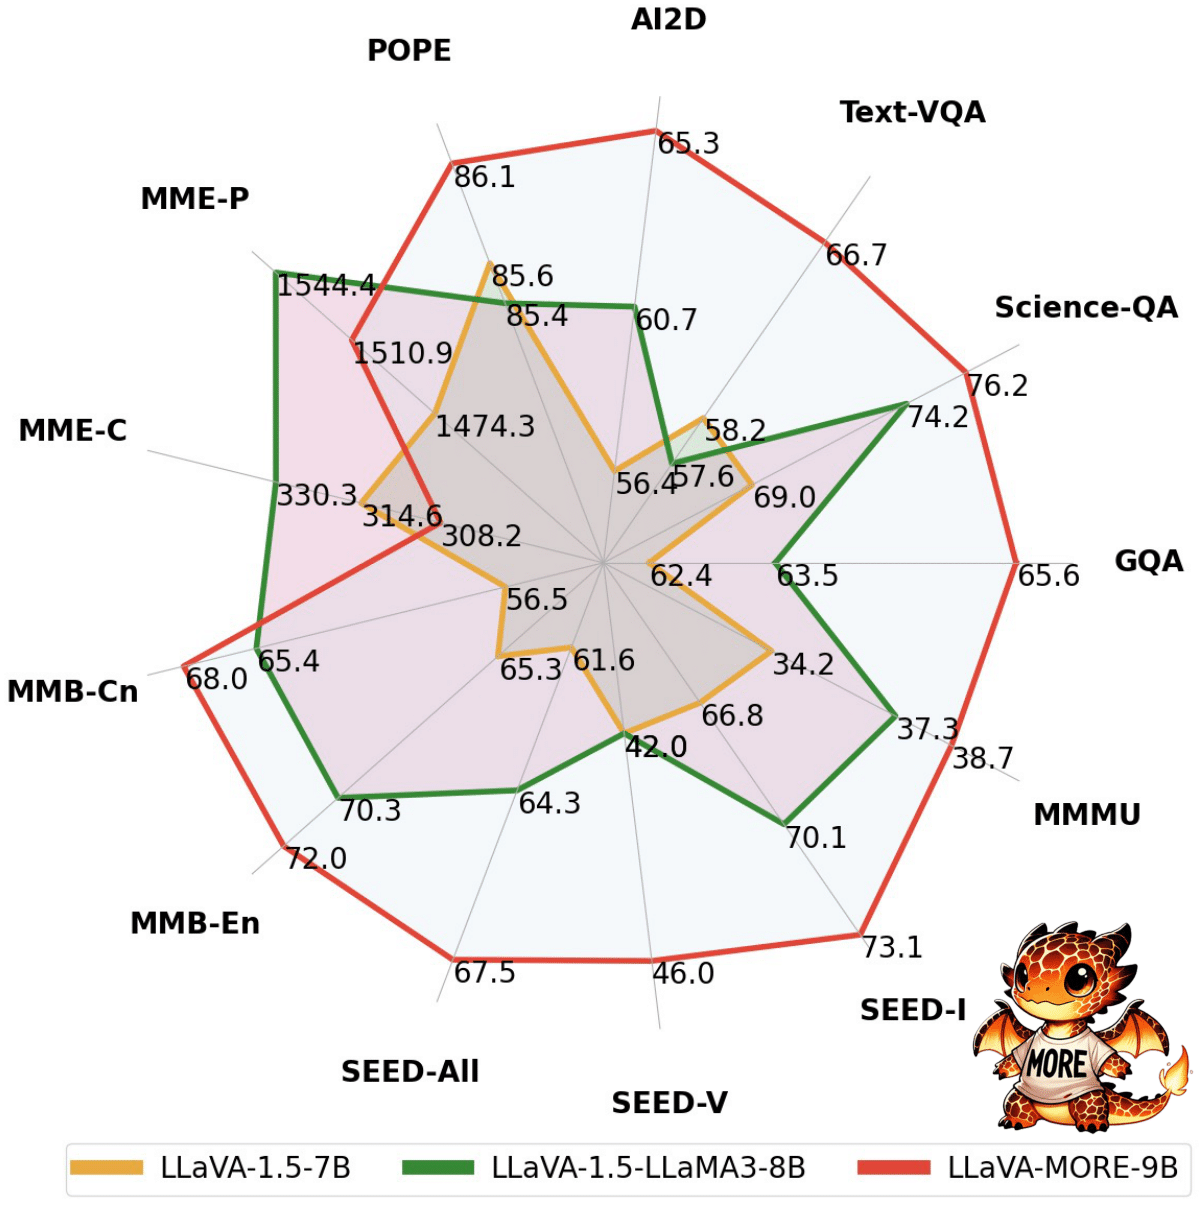 AI2D
POPE
Text-VQA
65.3
86.1
MME-P
66.7
85.6
1544.4
Science-QA
85.4
60.7
1510.9
76.2
74.2
1474.3
58.2
MME-C
57.6
56.4
330.3
69.0
314.6
308.2
GQA
62.4
63.5
65.6
56.5
65.4
61.6
34.2
65.3
68.0
MMB-Cn
66.8
37.3
42.0
38.7
64.3
70.3
MMMU
70.1
72.0
MMB-En
73.1
67.5
46.0
SEED-I
MORE
SEED-All
SEED-V
LLaVA-1.5-7B
LLaVA-1.5-LLaMA3-8B
LLaVA-MORE-9B